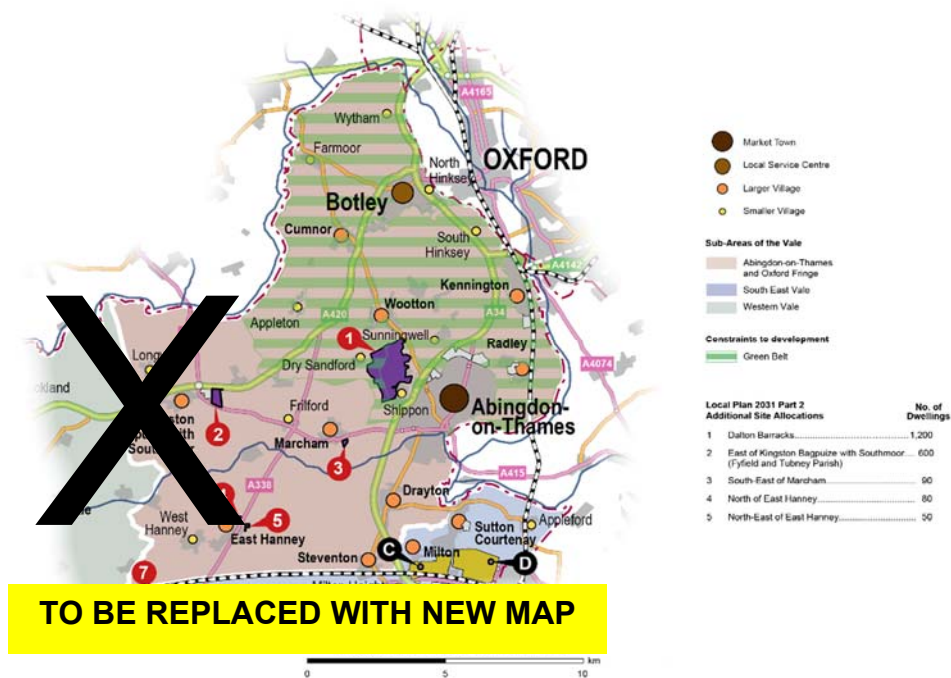 A4165
Wytham
Farmoor
North
Hinksey
OXFORD
Botley
Cumnor
South
Hinksey
A4142
Kennington
Wootton
Appleton
A420
A34
1
Sunningwell
Radley
Dry Sandford
A4074
Long
Shippon
Abingdon-
on-Thames
2
Frilford
Marcham
3
A415
A338
Drayton
West
Hanney
5
East Hanney
Sutton
Courtenay
Appleford
Steventon
C
Milton
D
7
X
TO BE REPLACED WITH NEW MAP
km
0 5 10
Market Town
Local Service Centre
Larger Village
Smaller Village
Sub-Areas of the Vale
Abingdon-on-Thames
and Oxford Fringe
South East Vale
Western Vale
Constraints to development
Green Belt
Local Plan 2031 Part 2
Additional Site Allocations
No. of
Dwellings
1 Dalton Barracks 1,200
2 East of Kingston Bagpuize with Southmoor 600
(Fyfield and Tubney Parish)
3 South-East of Marcham 90
4 North of East Hanney 80
5 North-East of East Hanney 50